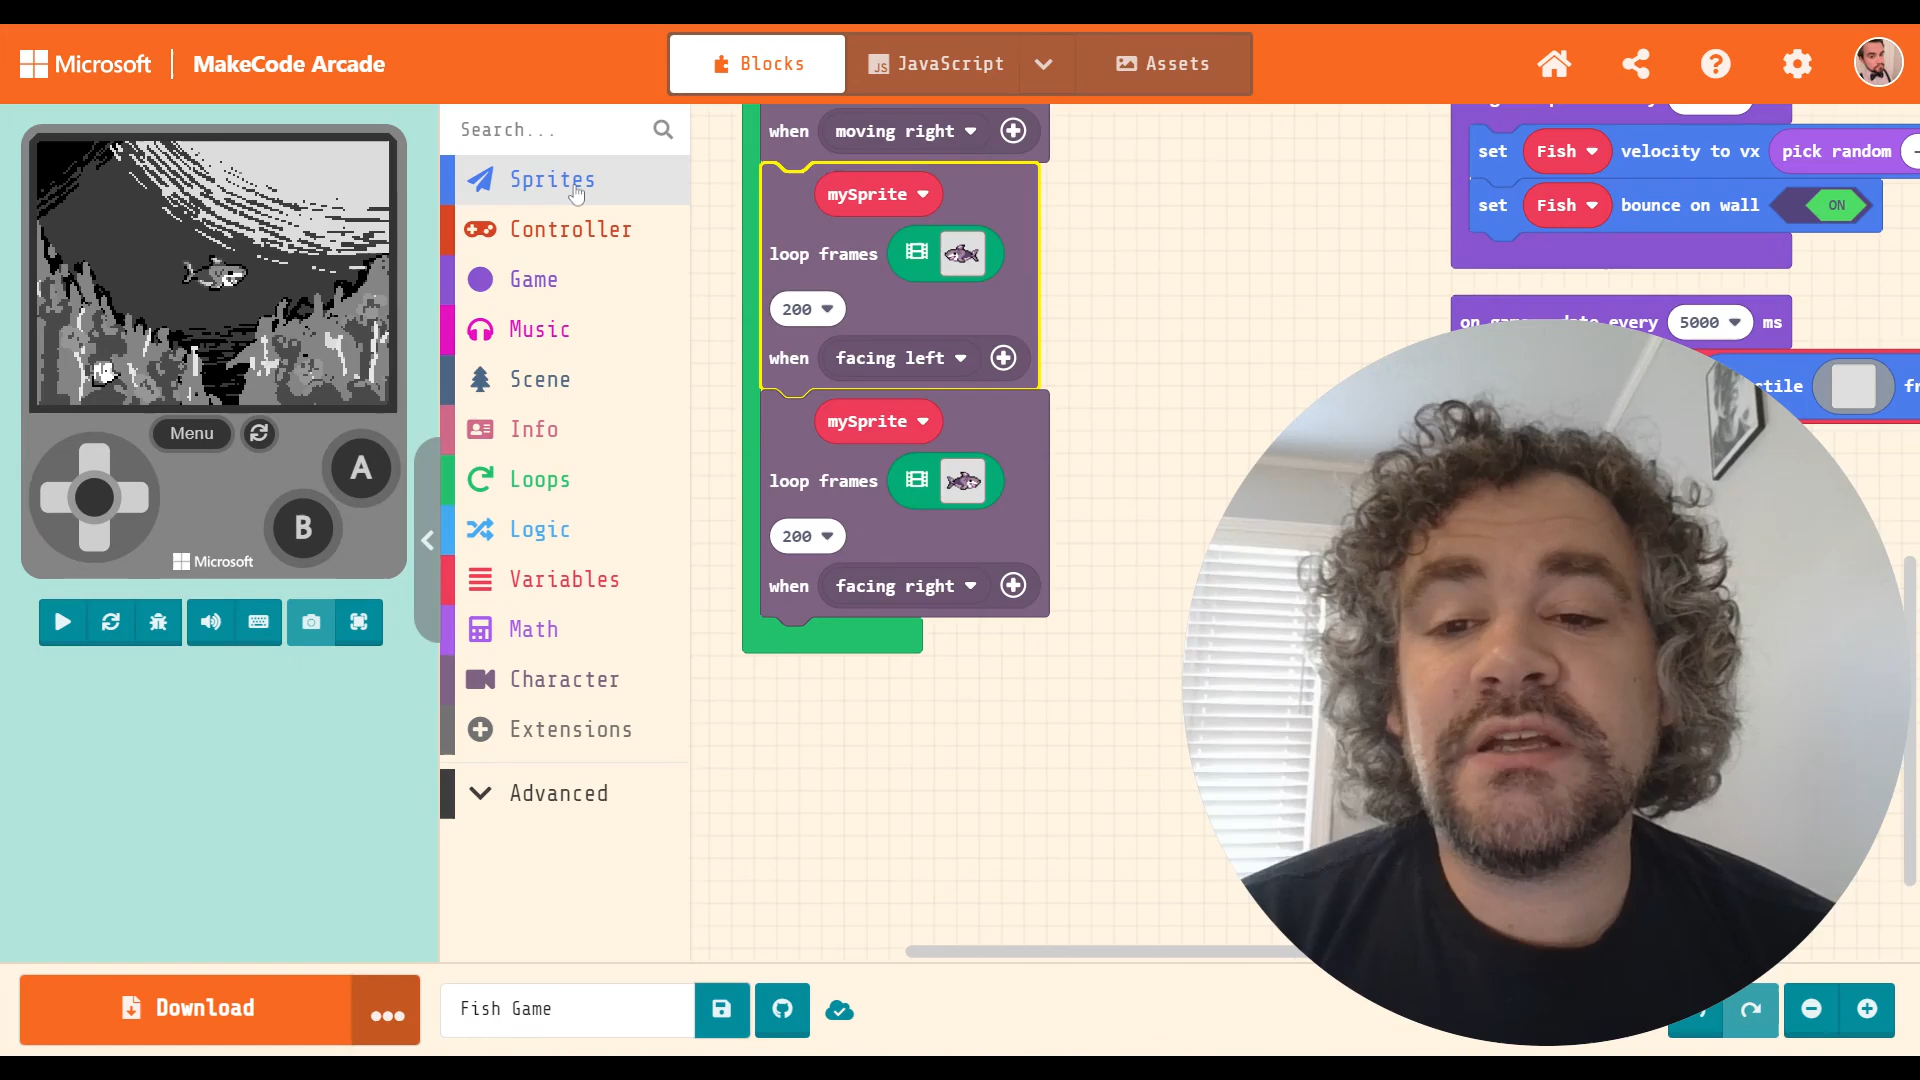 Microsoft
MakeCode Arcade
Blocks
JS
JavaScript
Assets
Menu
A
B
Microsoft
Download
Search...
Sprites
Controller
Game
Music
Scene
Info
Loops
Logic
Variables
Math
Character
Extensions
Advanced
Fish Game
when moving right
mySprite
loop frames
200
when facing left
mySprite
loop frames
200
when facing right
set Fish velocity to vx pick random
set Fish bounce on wall ON
every 5000 ms